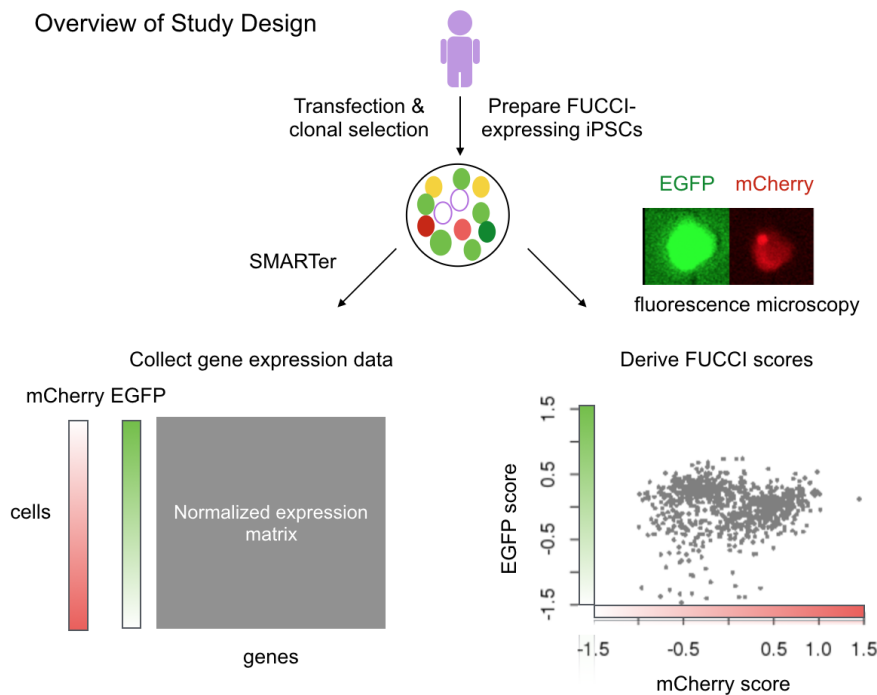 Overview of Study Design
Transfection &
clonal selection
Prepare FUCCI-
expressing iPSCs
EGFP
mCherry
SMARTer
fluorescence microscopy
Collect gene expression data
mCherry EGFP
cells
Normalized expression
matrix
genes
Derive FUCCI scores
EGFP score
1.5
0.5
-0.5
-1.5
-1.5
-0.5
0.5
1.0
1.5
mCherry score